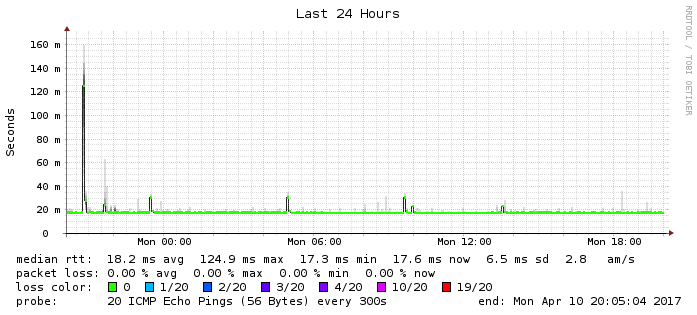 Last 24 Hours
RRDTOOL / TOBI OETIKER
Seconds
160 m
140 m
120 m
100 m
80 m
60 m
40 m
20 m
0
Mon 00:00 Mon 06:00 Mon 12:00 Mon 18:00
median rtt: 18.2 ms avg 124.9 ms max 17.3 ms min 17.6 ms now 6.5 ms sd 2.8 am/s
packet loss: 0.00 % avg 0.00 % max 0.00 % min 0.00 % now
loss color: 0 1/20 2/20 3/20 4/20 10/20 19/20
probe: 20 ICMP Echo Pings (56 Bytes) every 300s end: Mon Apr 10 20:05:04 2017